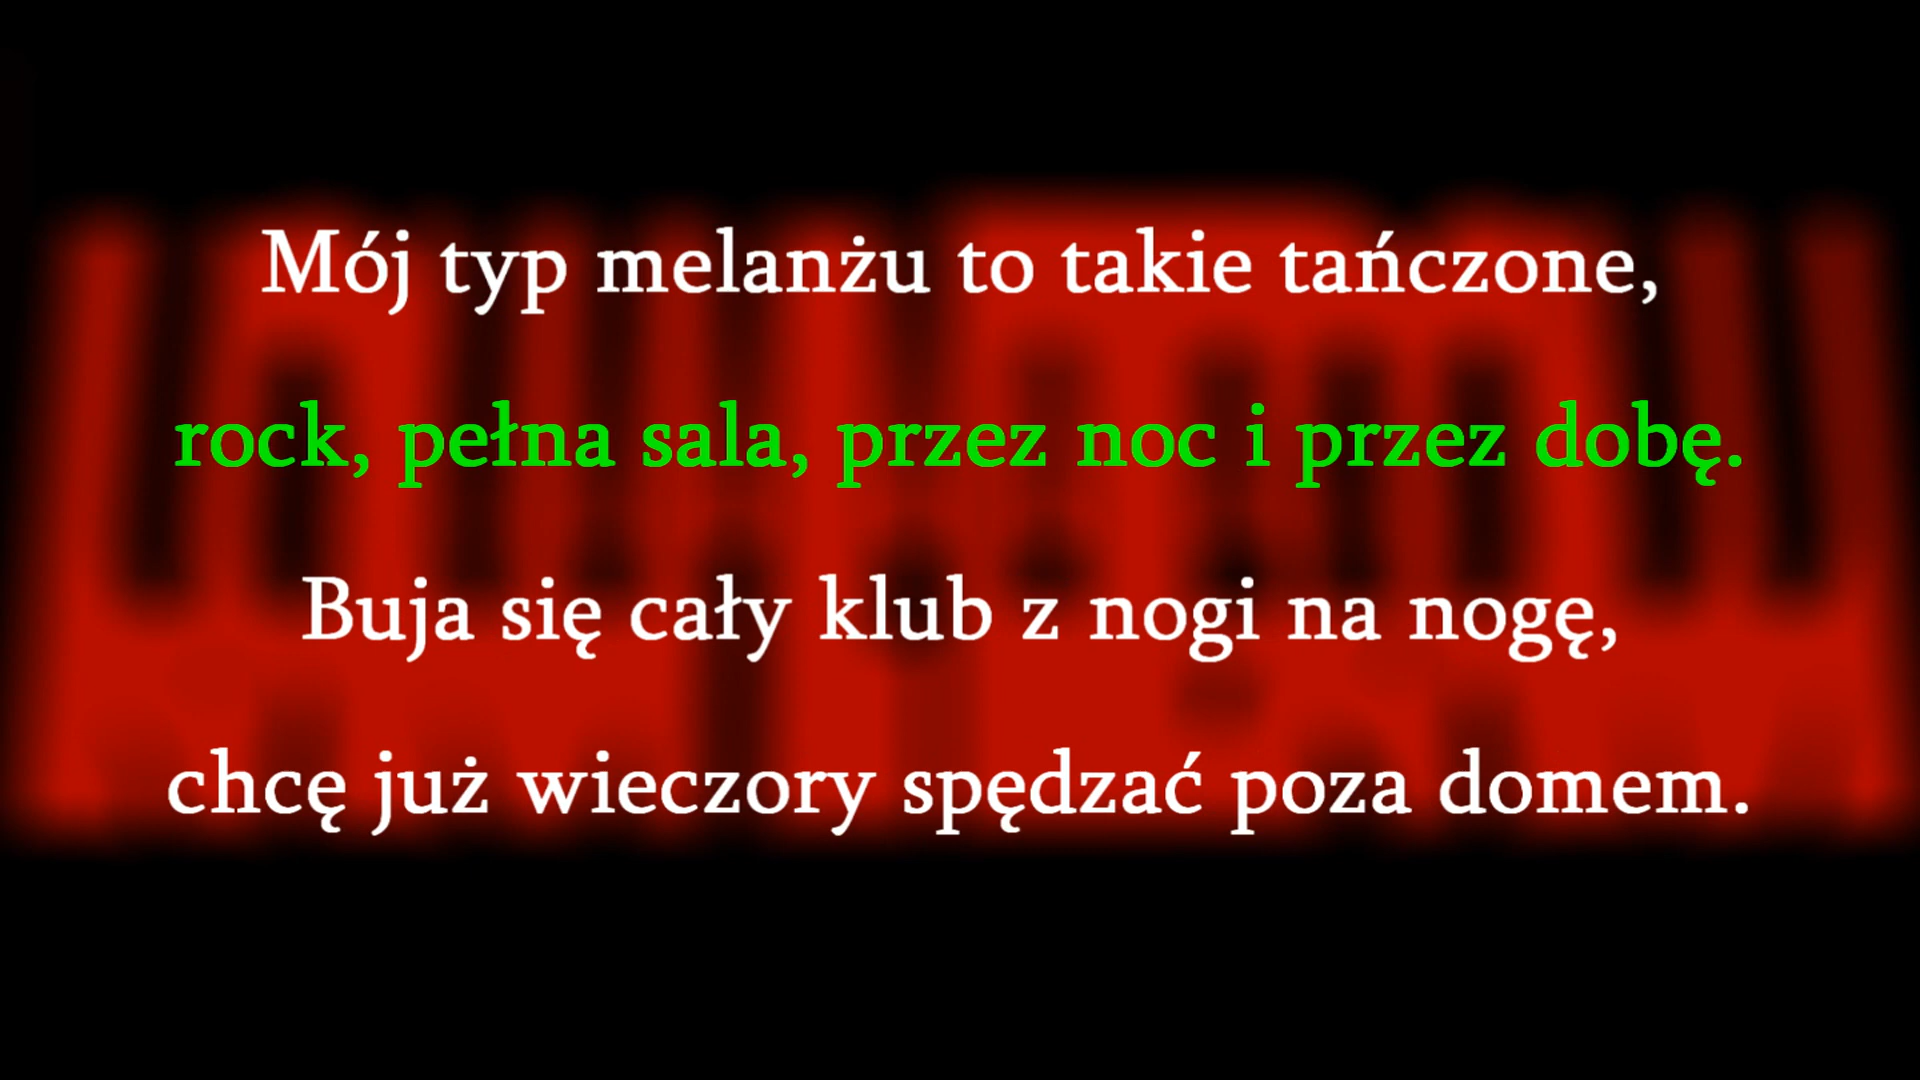 Mój typ melanżu to takie tańczone,
rock, pełna sala, przez noc i przez dobę.
Buja się cały klub z nogi na nogę,
chcę już wieczory spędzać poza domem.